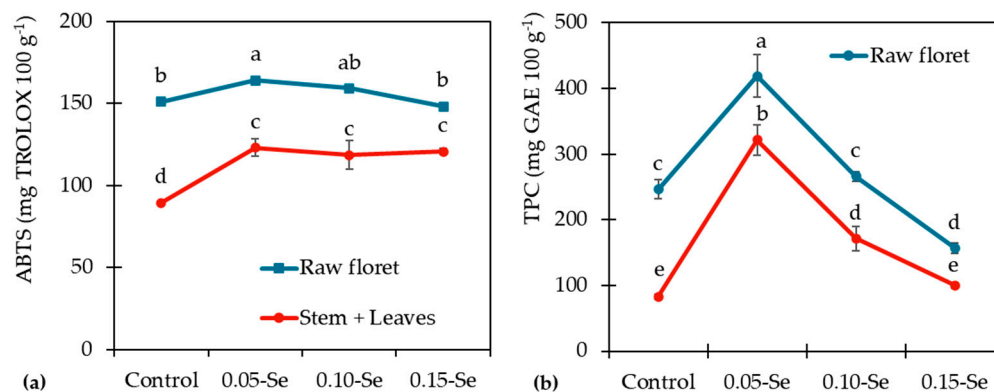 ABTS (mg TROLOX 100 g⁻¹)
200
150
100
50
0
b
a
ab
b
d
c
c
c
Raw floret
Stem + Leaves
Control 0.05-Se 0.10-Se 0.15-Se
(a)
TPC (mg GAE 100 g⁻¹)
500
400
300
200
100
0
Raw floret
a
b
c
c
d
d
e
e
Control 0.05-Se 0.10-Se 0.15-Se
(b)